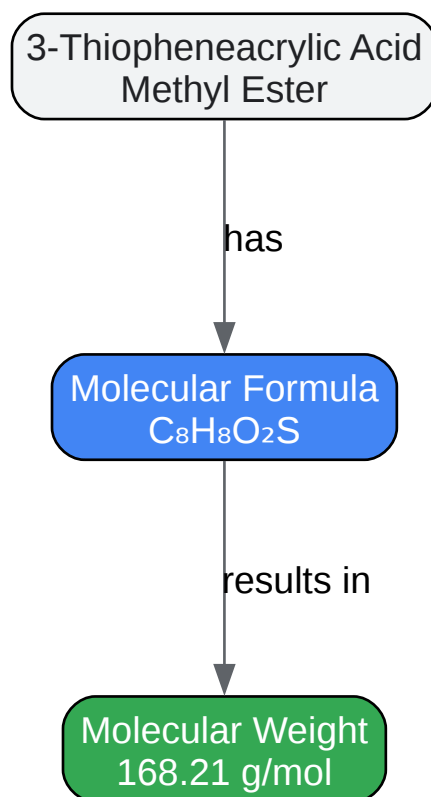 3-Thiopheneacrylic Acid
Methyl Ester
has
Molecular Formula
C₈H₈O₂S
results in
Molecular Weight
168.21 g/mol